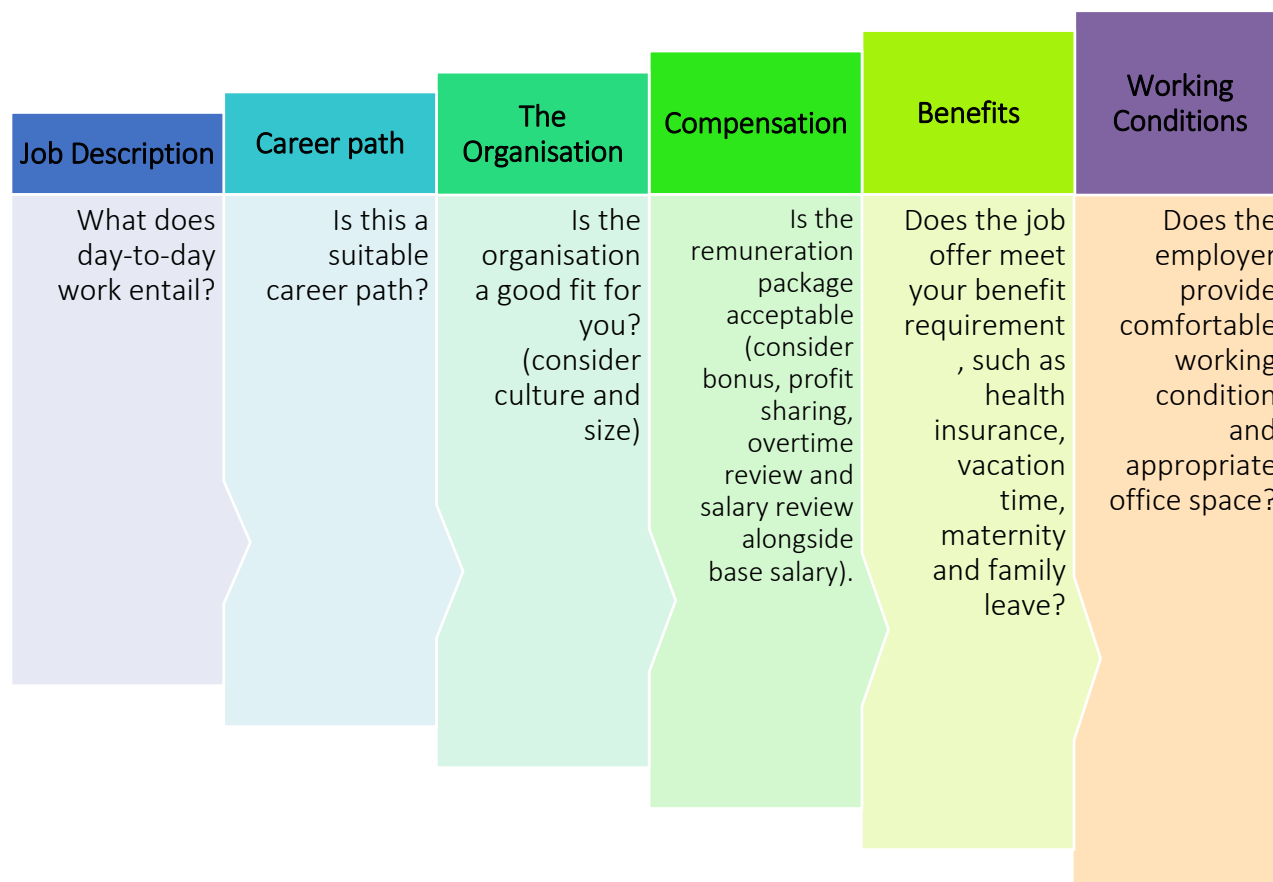 Job Description
What does
day-to-day
work entail?
Career path
Is this a
suitable
career path?
The
Organisation
Is the
organisation
a good fit for
you?
(consider
culture and
size)
Compensation
Is the
remuneration
package
acceptable
(consider
bonus, profit
sharing,
overtime
review and
salary review
alongside
base salary).
Benefits
Does the job
offer meet
your benefit
requirement
, such as
health
insurance,
vacation
time,
maternity
and family
leave?
Working
Conditions
Does the
employer
provide
comfortable
working
condition
and
appropriate
office space?